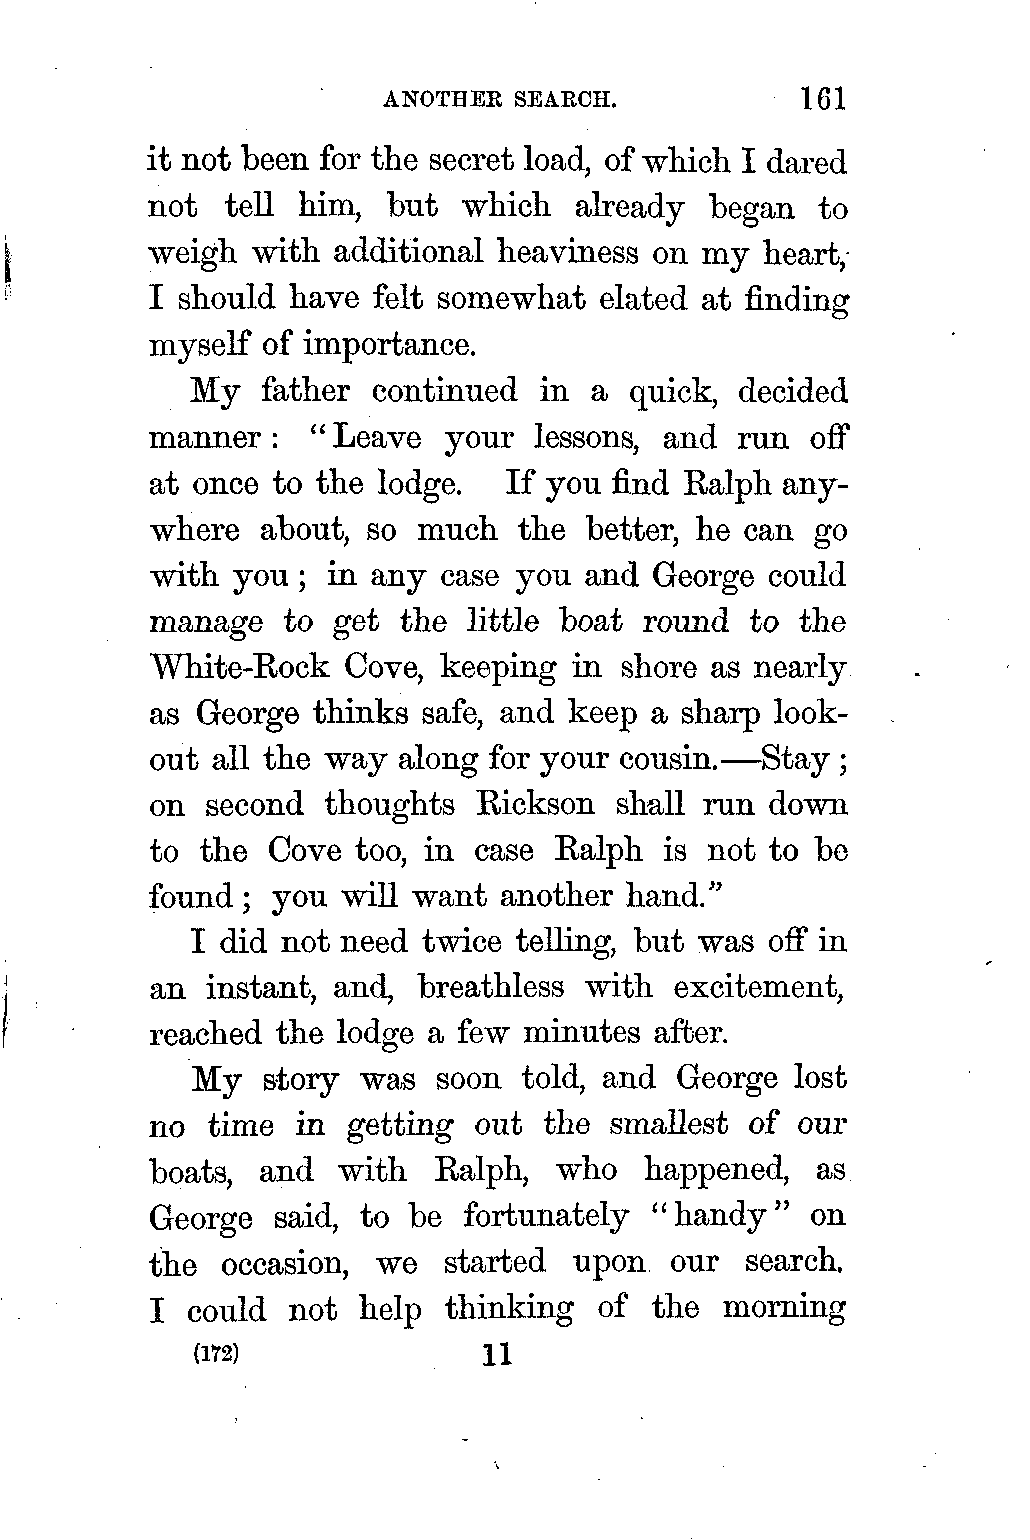 ANOTHER SEARCH. 161
it not been for the secret load, of which I dared
not tell him, but which already began to
weigh with additional heaviness on my heart,
I should have felt somewhat elated at finding
myself of importance.
My father continued in a quick, decided
manner : “Leave your lessons, and run off
at once to the lodge. If you find Ralph any-
where about, so much the better, he can go
with you ; in any case you and George could
manage to get the little boat round to the
White-Rock Cove, keeping in shore as nearly
as George thinks safe, and keep a sharp look-
out all the way along for your cousin.—Stay ;
on second thoughts Rickson shall run down
to the Cove too, in case Ralph is not to be
found ; you will want another hand.”
I did not need twice telling, but was off in
an instant, and, breathless with excitement,
reached the lodge a few minutes after.
My story was soon told, and George lost
no time in getting out the smallest of our
boats, and with Ralph, who happened, as
George said, to be fortunately “handy” on
the occasion, we started upon our search.
I could not help thinking of the morning
(172) 11